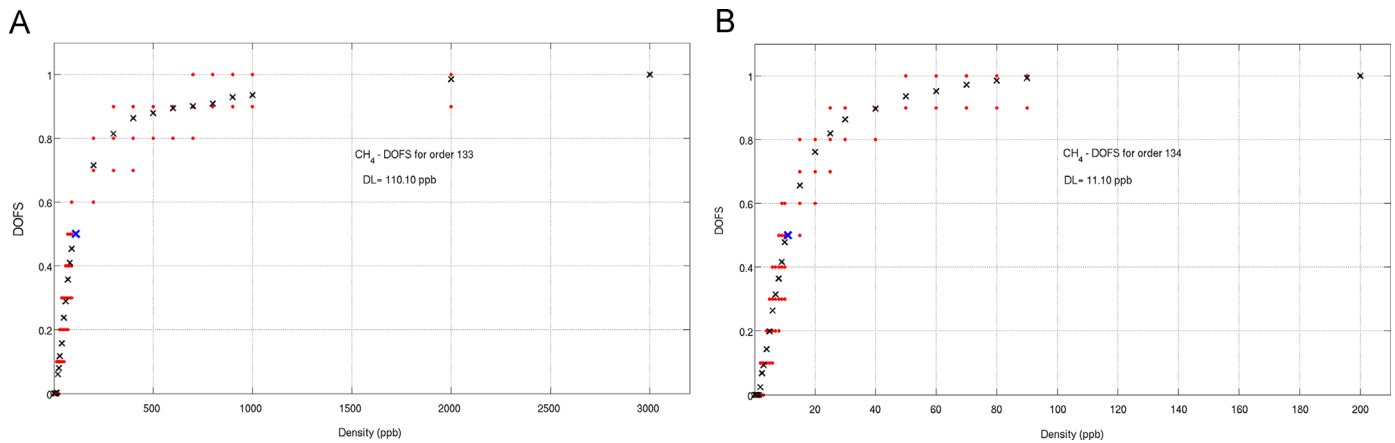 A
1
0.8
0.6
0.4
0.2
0
DOFS
CH4 - DOFS for order 133
DL= 110.10 ppb
500
1000
1500
2000
2500
3000
Density (ppb)
B
1
0.8
0.6
0.4
0.2
0
DOFS
CH4 - DOFS for order 134
DL= 11.10 ppb
20
40
60
80
100
120
140
160
180
200
Density (ppb)